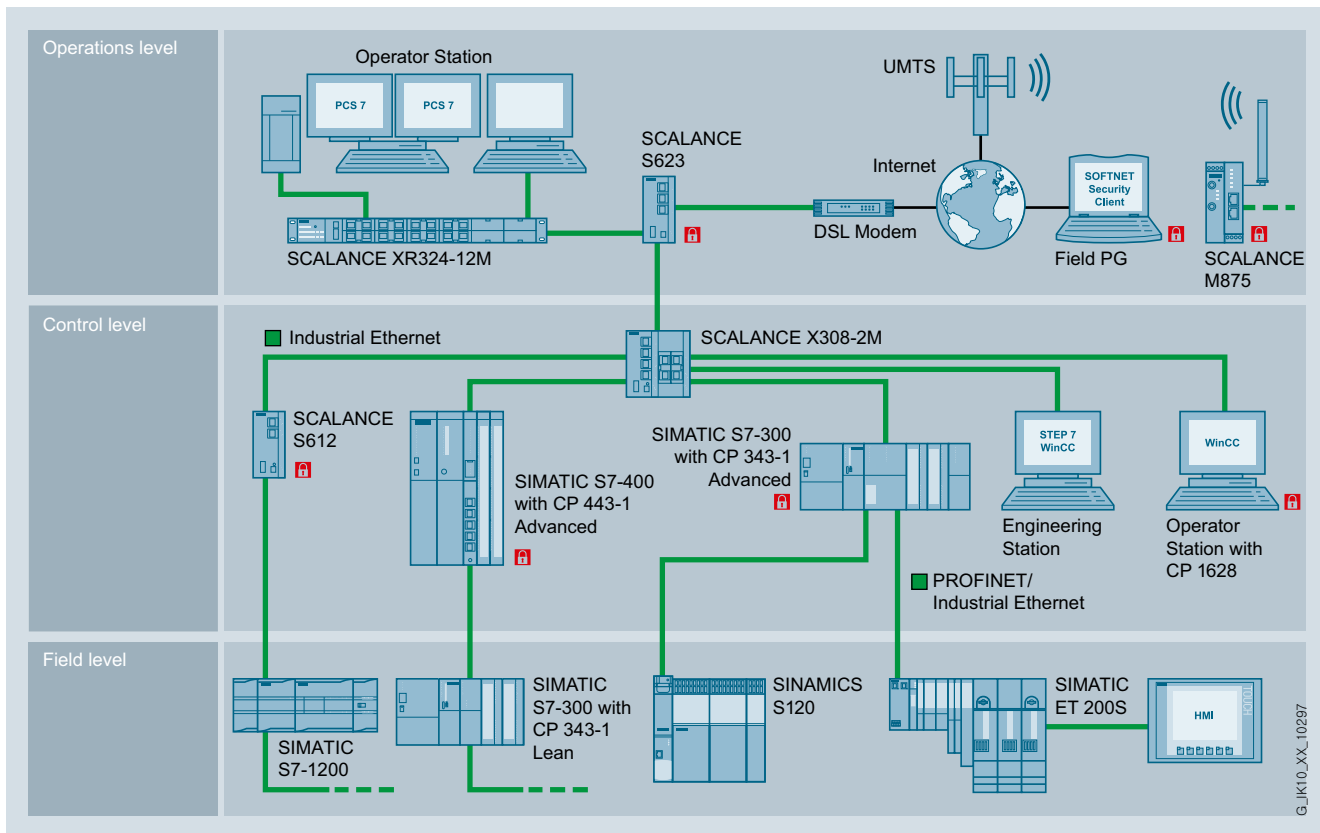 Operations level
Operator Station
PCS 7
PCS 7
SCALANCE
S623
UMTS
Internet
SOFTNET
Security
Client
DSL Modem
Field PG
SCALANCE
M875
SCALANCE XR324-12M
Control level
Industrial Ethernet
SCALANCE X308-2M
SCALANCE
S612
SIMATIC S7-400
with CP 443-1
Advanced
SIMATIC S7-300
with CP 343-1
Advanced
STEP 7
WinCC
Engineering
Station
WinCC
Operator
Station with
CP 1628
PROFINET/
Industrial Ethernet
Field level
SIMATIC
S7-1200
SIMATIC
S7-300 with
CP 343-1
Lean
SINAMICS
S120
SIMATIC
ET 200S
HMI
G_IK10_XX_10297